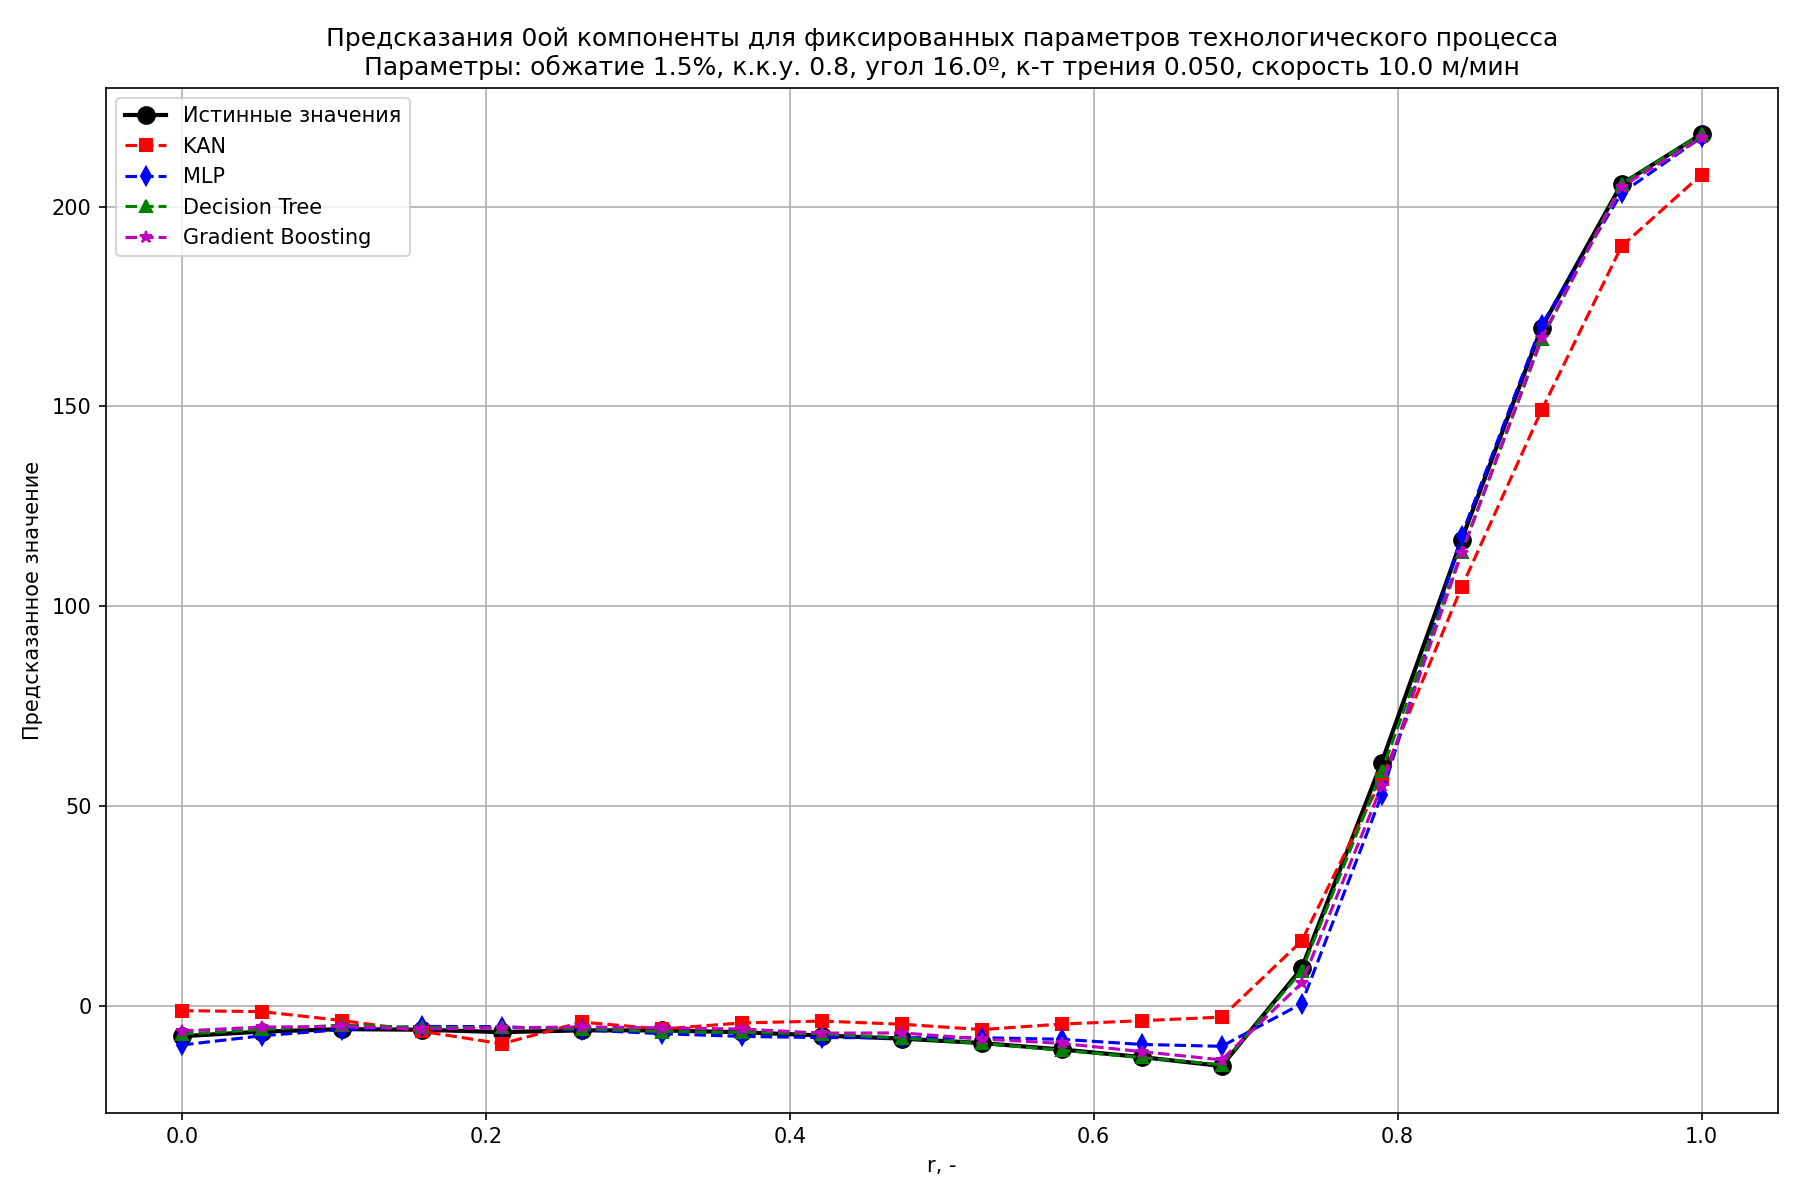 Предсказания 0ой компоненты для фиксированных параметров технологического процесса
Параметры: обжатие 1.5%, к.к.у. 0.8, угол 16.0º, к-т трения 0.050, скорость 10.0 м/мин
Истинные значения
KAN
MLP
Decision Tree
Gradient Boosting
Предсказанное значение
200
150
100
50
0
0.0
0.2
0.4
0.6
0.8
1.0
r, -